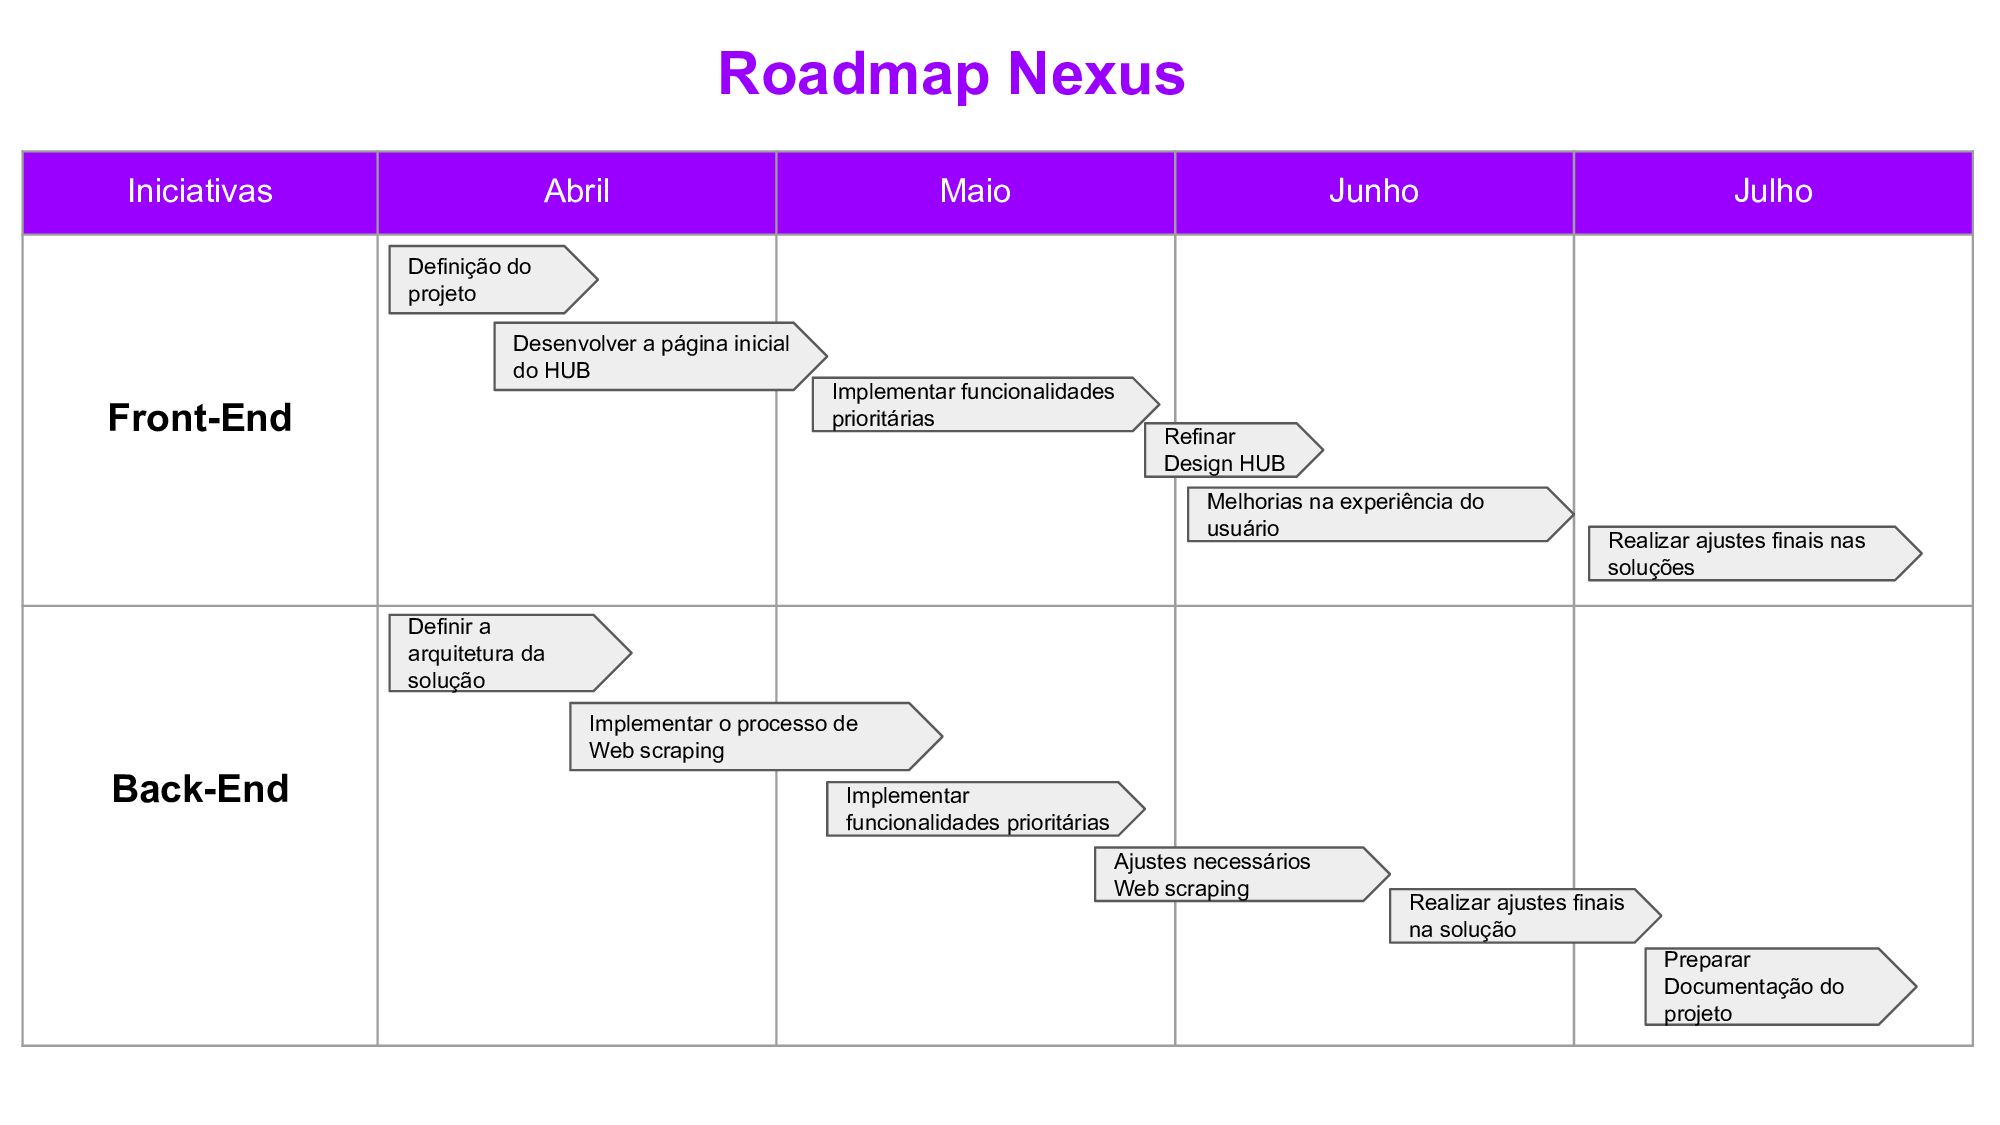 Roadmap Nexus
Iniciativas
Abril
Maio
Junho
Julho
Front-End
Definição do
projeto
Desenvolver a página inicial
do HUB
Implementar funcionalidades
prioritárias
Refinar
Design HUB
Melhorias na experiência do
usuário
Realizar ajustes finais nas
soluções
Back-End
Definir a
arquitetura da
solução
Implementar o processo de
Web scraping
Implementar
funcionalidades prioritárias
Ajustes necessários
Web scraping
Realizar ajustes finais
na solução
Preparar
Documentação do
projeto